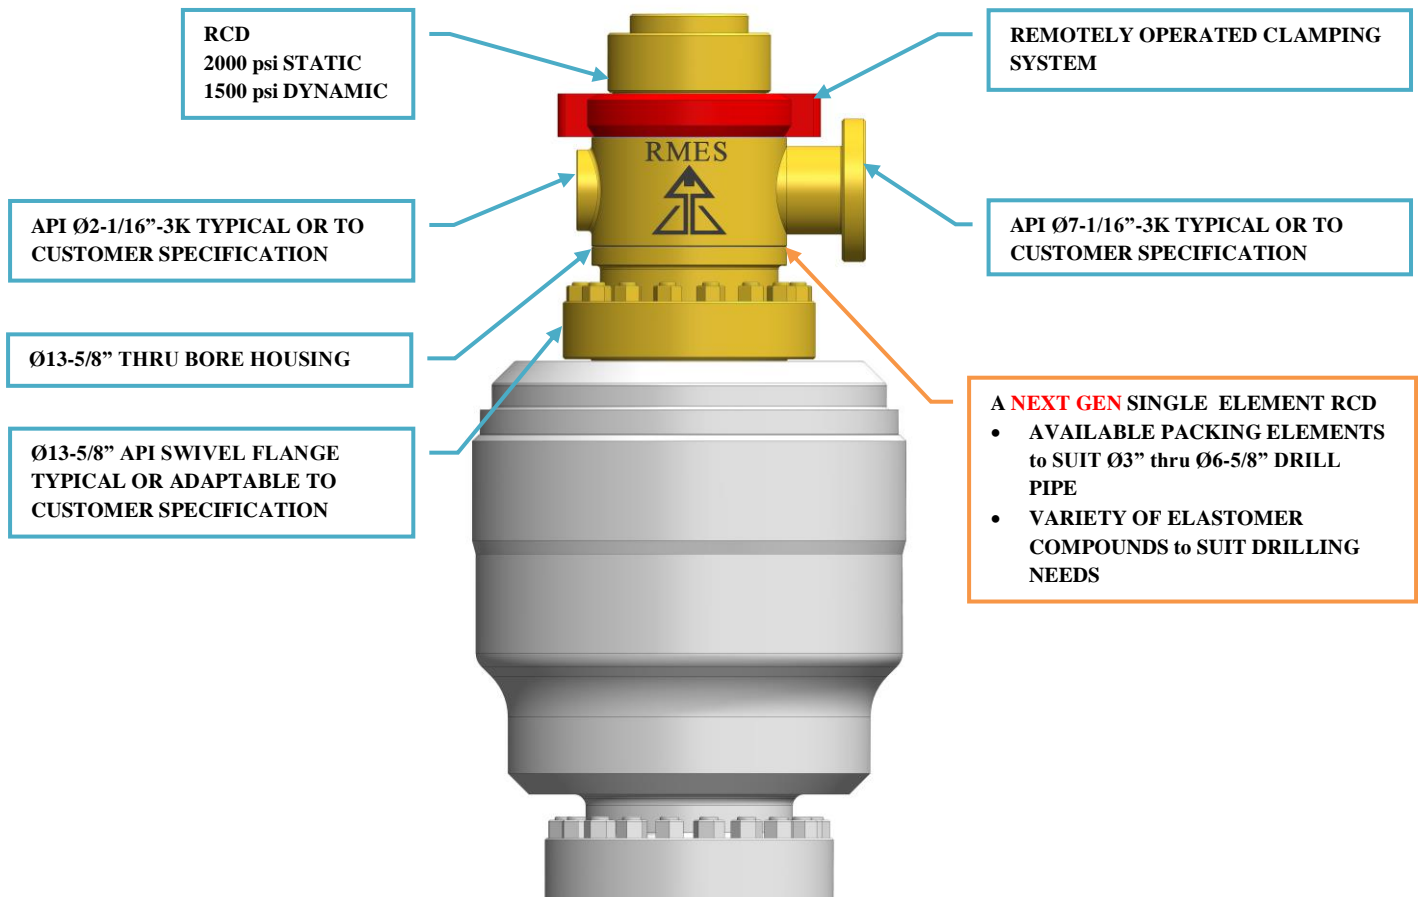 RCD
2000 psi STATIC
1500 psi DYNAMIC
REMOTELY OPERATED CLAMPING
SYSTEM
RMES
API Ø2-1/16”-3K TYPICAL OR TO
CUSTOMER SPECIFICATION
API Ø7-1/16”-3K TYPICAL OR TO
CUSTOMER SPECIFICATION
Ø13-5/8” THRU BORE HOUSING
Ø13-5/8” API SWIVEL FLANGE
TYPICAL OR ADAPTABLE TO
CUSTOMER SPECIFICATION
A NEXT GEN SINGLE ELEMENT RCD
• AVAILABLE PACKING ELEMENTS
to SUIT Ø3” thru Ø6-5/8” DRILL
PIPE
• VARIETY OF ELASTOMER
COMPOUNDS to SUIT DRILLING
NEEDS